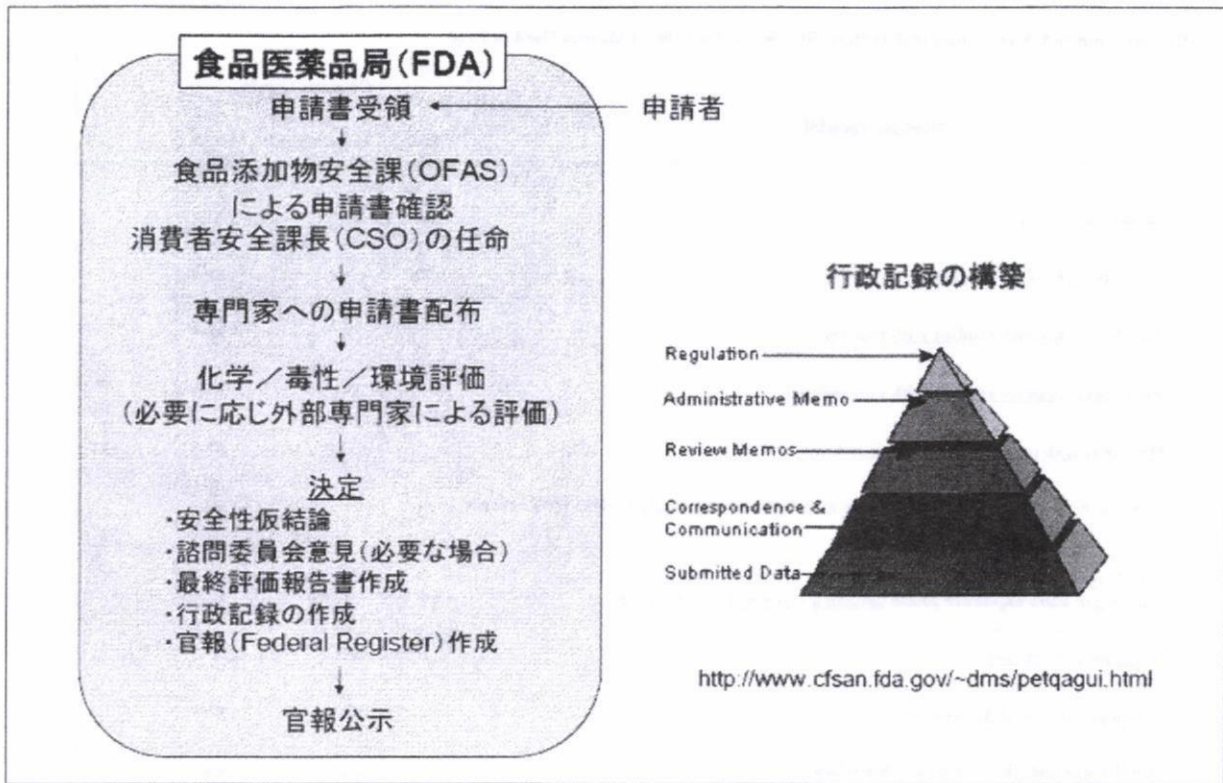 食品医薬品局(FDA)
申請書受領
申請者
↓
食品添加物安全課(OFAS)
による申請書確認
消費者安全課長(CSO)の任命
↓
専門家への申請書配布
↓
化学／毒性／環境評価
(必要に応じ外部専門家による評価)
↓
決定
・安全性仮結論
・諮問委員会意見(必要な場合)
・最終評価報告書作成
・行政記録の作成
・官報(Federal Register)作成
↓
官報公示
行政記録の構築
Regulation
Administrative Memo
Review Memos
Correspondence &
Communication
Submitted Data
http://www.cfsan.fda.gov/~dms/petqagui.html